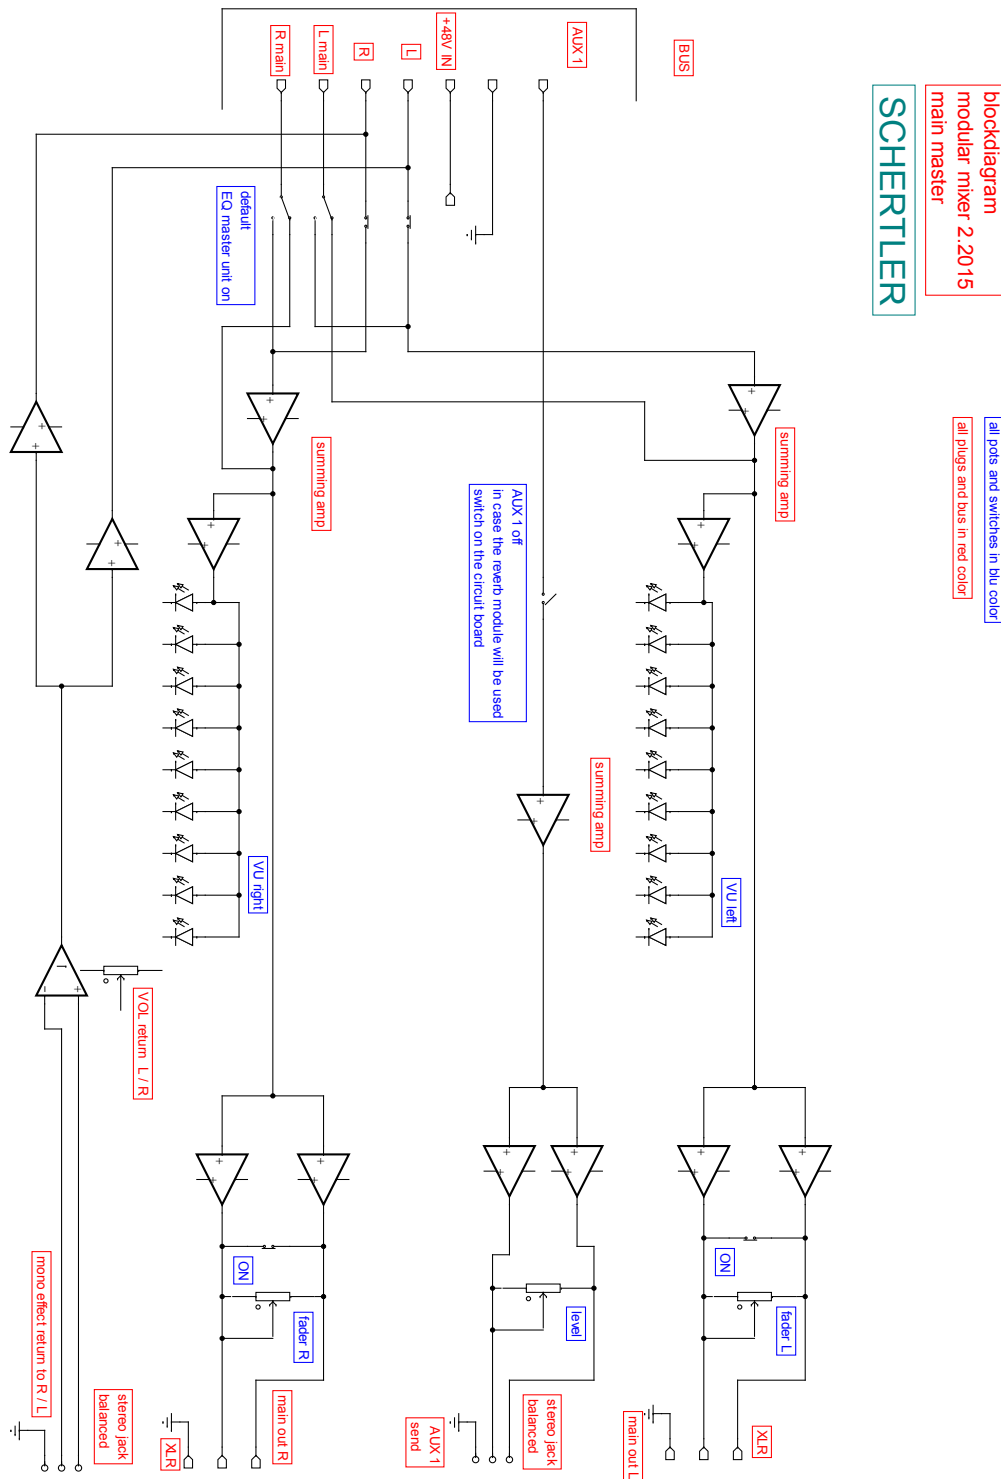 blockdiagram
modular mixer 2.2015
main master
SCHERTLER
all pots and switches in blu color
all plugs and bus in red color
BUS
AUX 1
+48V IN
L
R
L main
R main
default
EQ master unit on
summing amp
summing amp
AUX 1 off
in case the reverb module will be used
switch on the circuit board
summing amp
VU left
VU right
VOL return L / R
ON
fader L
level
ON
fader R
XLR
main out L
stereo jack
balanced
AUX 1
send
main out R
XLR
stereo jack
balanced
mono effect return to R / L